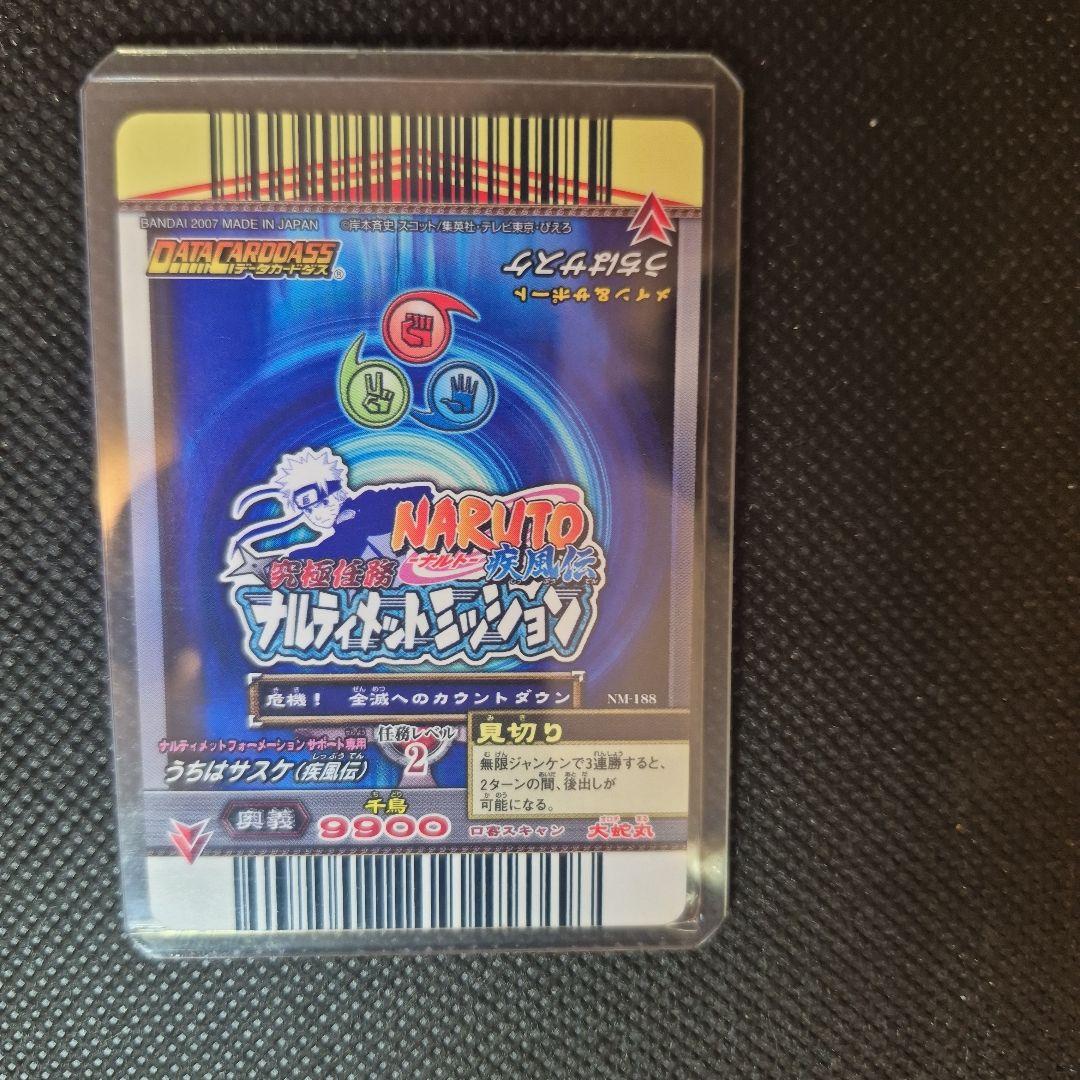 BANDAI 2007 MADE IN JAPAN ©岸本斉史 スコット/集英社・テレビ東京・ぴえろ
DATA CARDDASS
データカードダス®
うちはサスケ
メイン&サポート
NARUTO
-ナルト-
疾風伝
究極任務
ナルティメットミッション
危機! 全滅へのカウントダウン
NM-188
ナルティメットフォーメーションサポート専用
うちはサスケ(疾風伝)
任務レベル
2
見切り
無限ジャンケンで3連勝すると、
2ターンの間、後出しが
可能になる。
奥義
千鳥
9900
口寄スキャン
大蛇丸